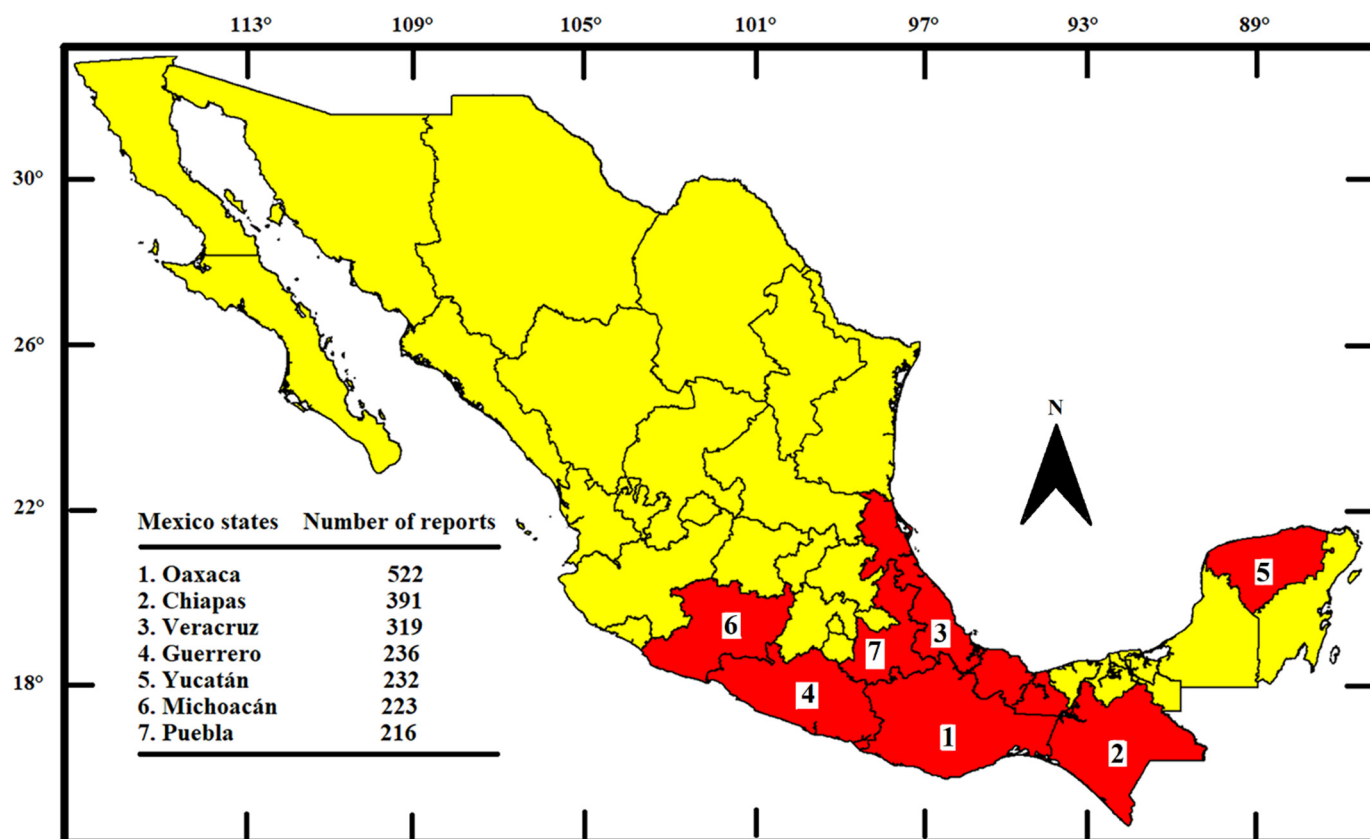 113° 109° 105° 101° 97° 93° 89°
30°
26°
N
22°
Mexico states Number of reports
1. Oaxaca 522
2. Chiapas 391
3. Veracruz 319
4. Guerrero 236
5. Yucatán 232
6. Michoacán 223
7. Puebla 216
18°
5
6
3
7
4
1
2